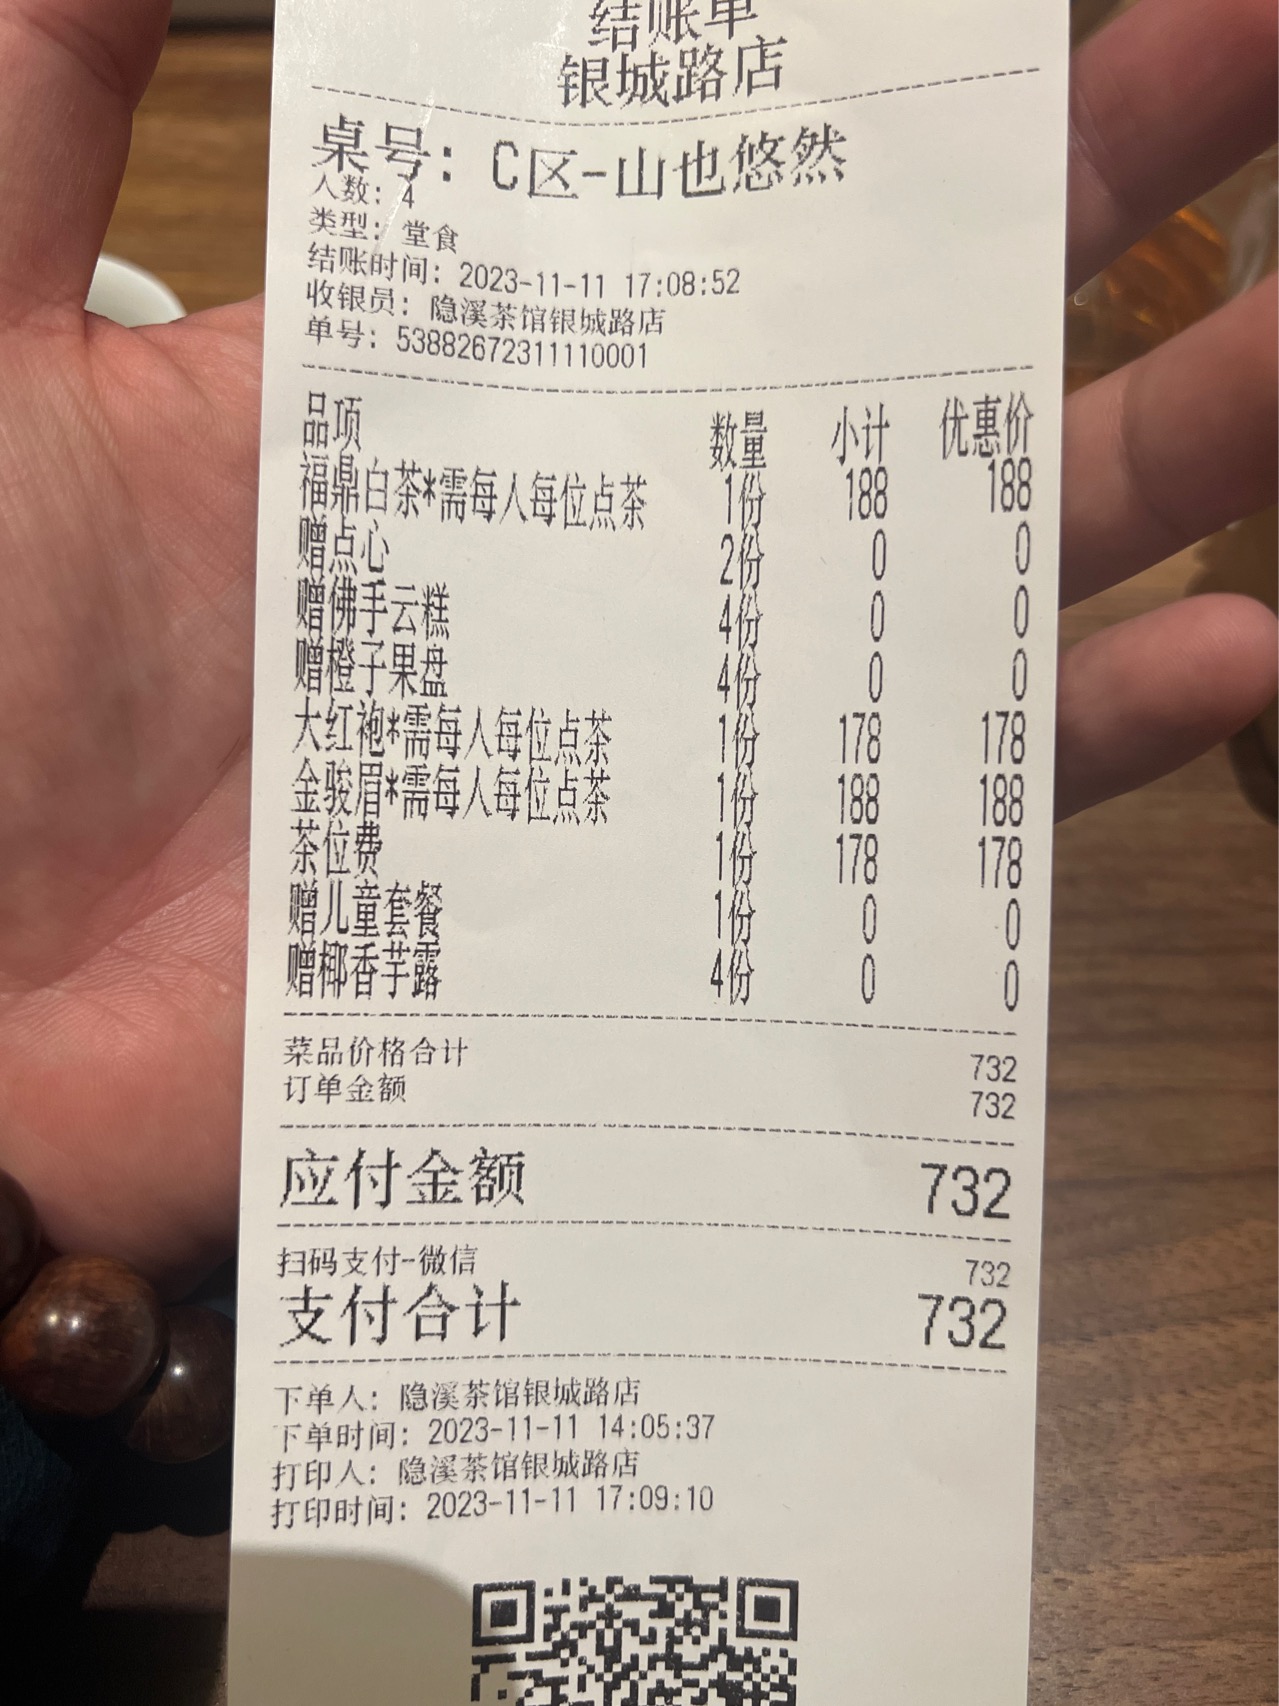 结账单
银城路店
桌号：C区-山也悠然
人数：4
类型：堂食
结账时间：2023-11-11 17:08:52
收银员：隐溪茶馆银城路店
单号：53882672311110001
品项 数量 小计 优惠价
福鼎白茶*需每人每位点茶 1份 188 188
赠点心 2份 0 0
赠佛手云糕 4份 0 0
赠橙子果盘 4份 0 0
大红袍*需每人每位点茶 1份 178 178
金骏眉*需每人每位点茶 1份 188 188
茶位费 1份 178 178
赠儿童套餐 1份 0 0
赠椰香芋露 4份 0 0
菜品价格合计 732
订单金额 732
应付金额 732
扫码支付-微信 732
支付合计 732
下单人：隐溪茶馆银城路店
下单时间：2023-11-11 14:05:37
打印人：隐溪茶馆银城路店
打印时间：2023-11-11 17:09:10